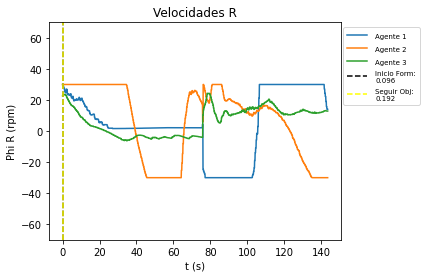 Velocidades R
Phi R (rpm)
60
40
20
0
−20
−40
−60
0
20
40
60
80
100
120
140
t (s)
Agente 1
Agente 2
Agente 3
Inicio Form:
0.096
Seguir Obj:
0.192